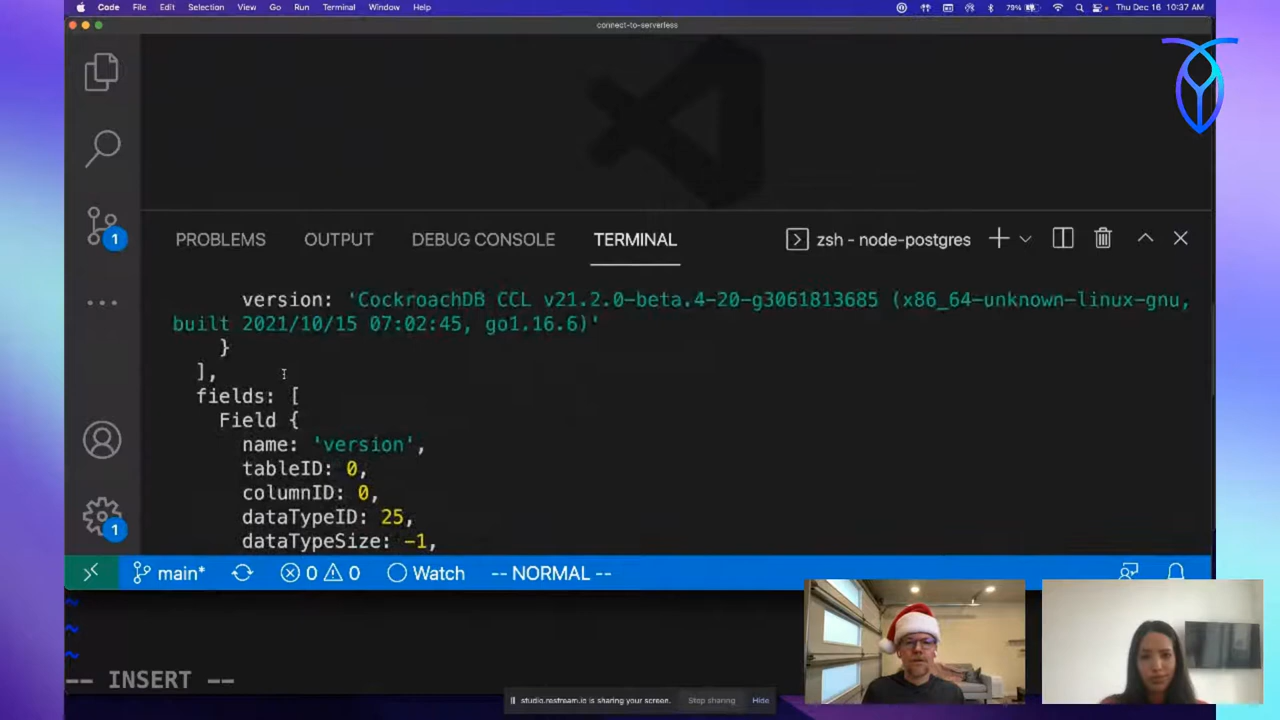 Code File Edit Selection View Go Run Terminal Window Help 79% Thu Dec 16 10:37 AM
connect-to-serverless
PROBLEMS OUTPUT DEBUG CONSOLE TERMINAL zsh - node-postgres
version: 'CockroachDB CCL v21.2.0-beta.4-20-g3061813685 (x86_64-unknown-linux-gnu,
built 2021/10/15 07:02:45, go1.16.6)'
}
],
fields: [
Field {
name: 'version',
tableID: 0,
columnID: 0,
dataTypeID: 25,
dataTypeSize: -1,
1
1
main* 0 0 Watch -- NORMAL --
~
~
~
-- INSERT --
studio.restream.io is sharing your screen. Stop sharing Hide